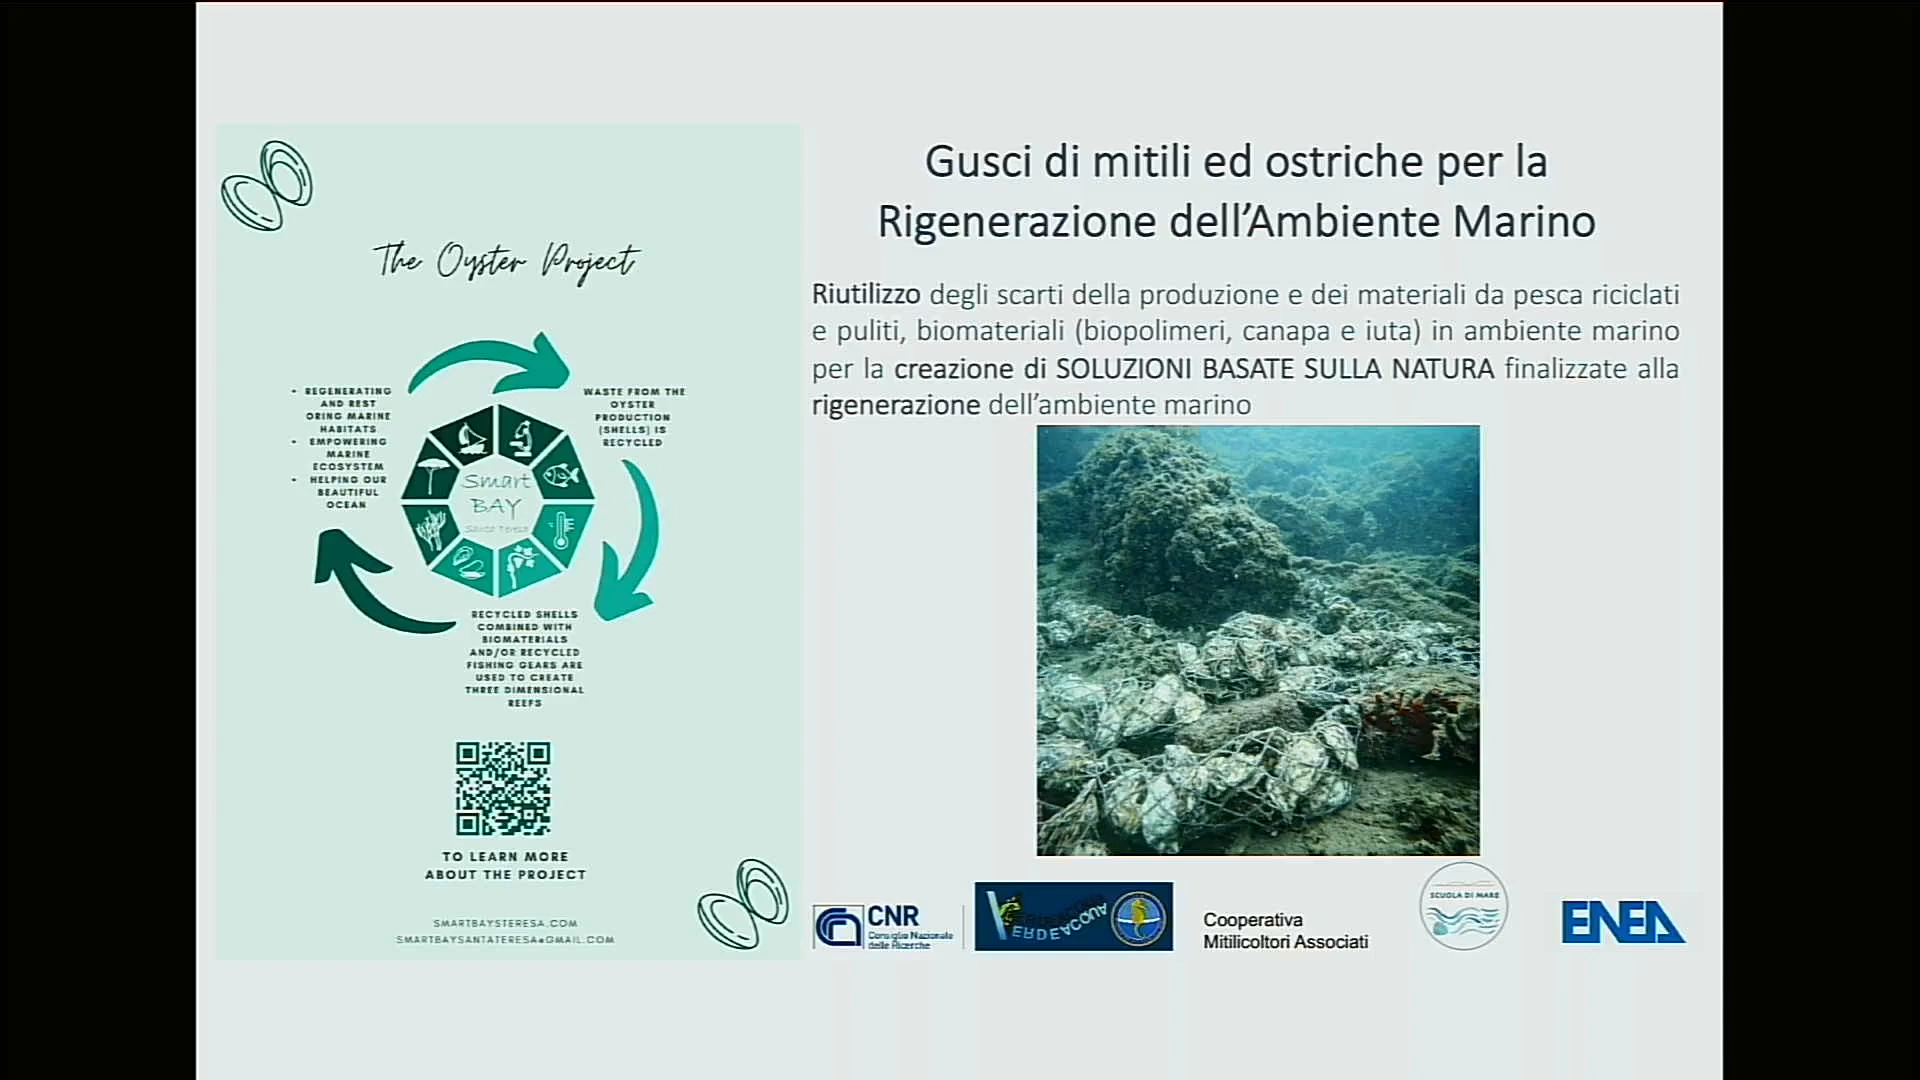 The Oyster Project
• REGENERATING
AND REST
ORING MARINE
HABITATS
• EMPOWERING
MARINE
ECOSYSTEM
• HELPING OUR
BEAUTIFUL
OCEAN
WASTE FROM THE
OYSTER
PRODUCTION
(SHELLS) IS
RECYCLED
Smart
BAY
Santa Teresa
RECYCLED SHELLS
COMBINED WITH
BIOMATERIALS
AND/OR RECYCLED
FISHING GEARS ARE
USED TO CREATE
THREE DIMENSIONAL
REEFS
TO LEARN MORE
ABOUT THE PROJECT
SMARTBAYSTERESA.COM
SMARTBAYSANTATERESA@GMAIL.COM
Gusci di mitili ed ostriche per la
Rigenerazione dell'Ambiente Marino
Riutilizzo degli scarti della produzione e dei materiali da pesca riciclati
e puliti, biomateriali (biopolimeri, canapa e iuta) in ambiente marino
per la creazione di SOLUZIONI BASATE SULLA NATURA finalizzate alla
rigenerazione dell'ambiente marino
CNR
Consiglio Nazionale
delle Ricerche
VERDEACQUA
Cooperativa
Mitilicoltori Associati
SCUOLA DI MARE
ENEA